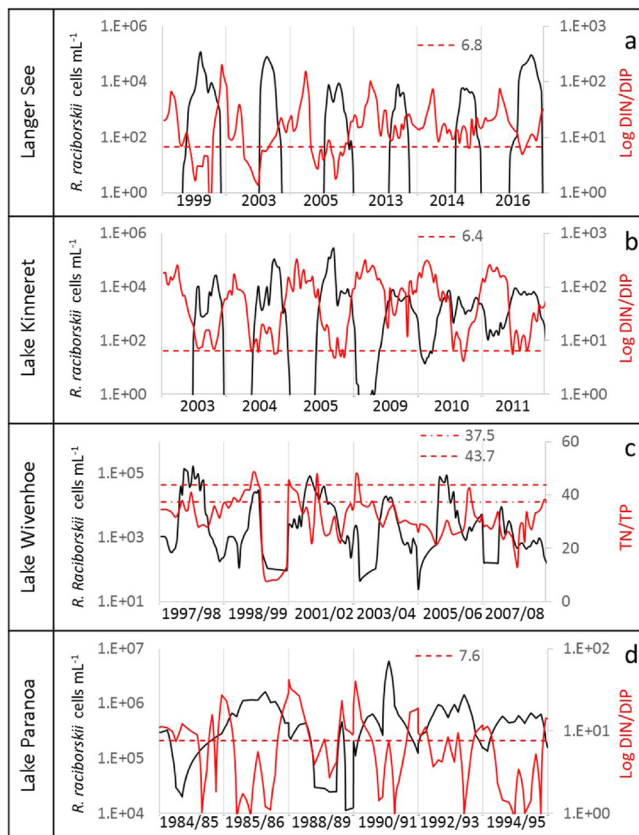 Langer See
R. raciborskii cells mL-1
1.E+06
1.E+04
1.E+02
1.E+00
6.8
a
1.E+03
1.E+02
1.E+01
1.E+00
Log DIN/DIP
1999 2003 2005 2013 2014 2016
Lake Kinneret
R. raciborskii cells mL-1
1.E+06
1.E+04
1.E+02
1.E+00
6.4
b
1.E+03
1.E+02
1.E+01
1.E+00
Log DIN/DIP
2003 2004 2005 2009 2010 2011
Lake Wivenhoe
R. Raciborskii cells mL-1
1.E+05
1.E+03
1.E+01
37.5
43.7
c
60
40
20
0
TN/TP
1997/98 1998/99 2001/02 2003/04 2005/06 2007/08
Lake Paranoa
R. raciborskii cells mL-1
1.E+07
1.E+06
1.E+05
1.E+04
7.6
d
1.E+02
1.E+01
1.E+00
Log DIN/DIP
1984/85 1985/86 1988/89 1990/91 1992/93 1994/95